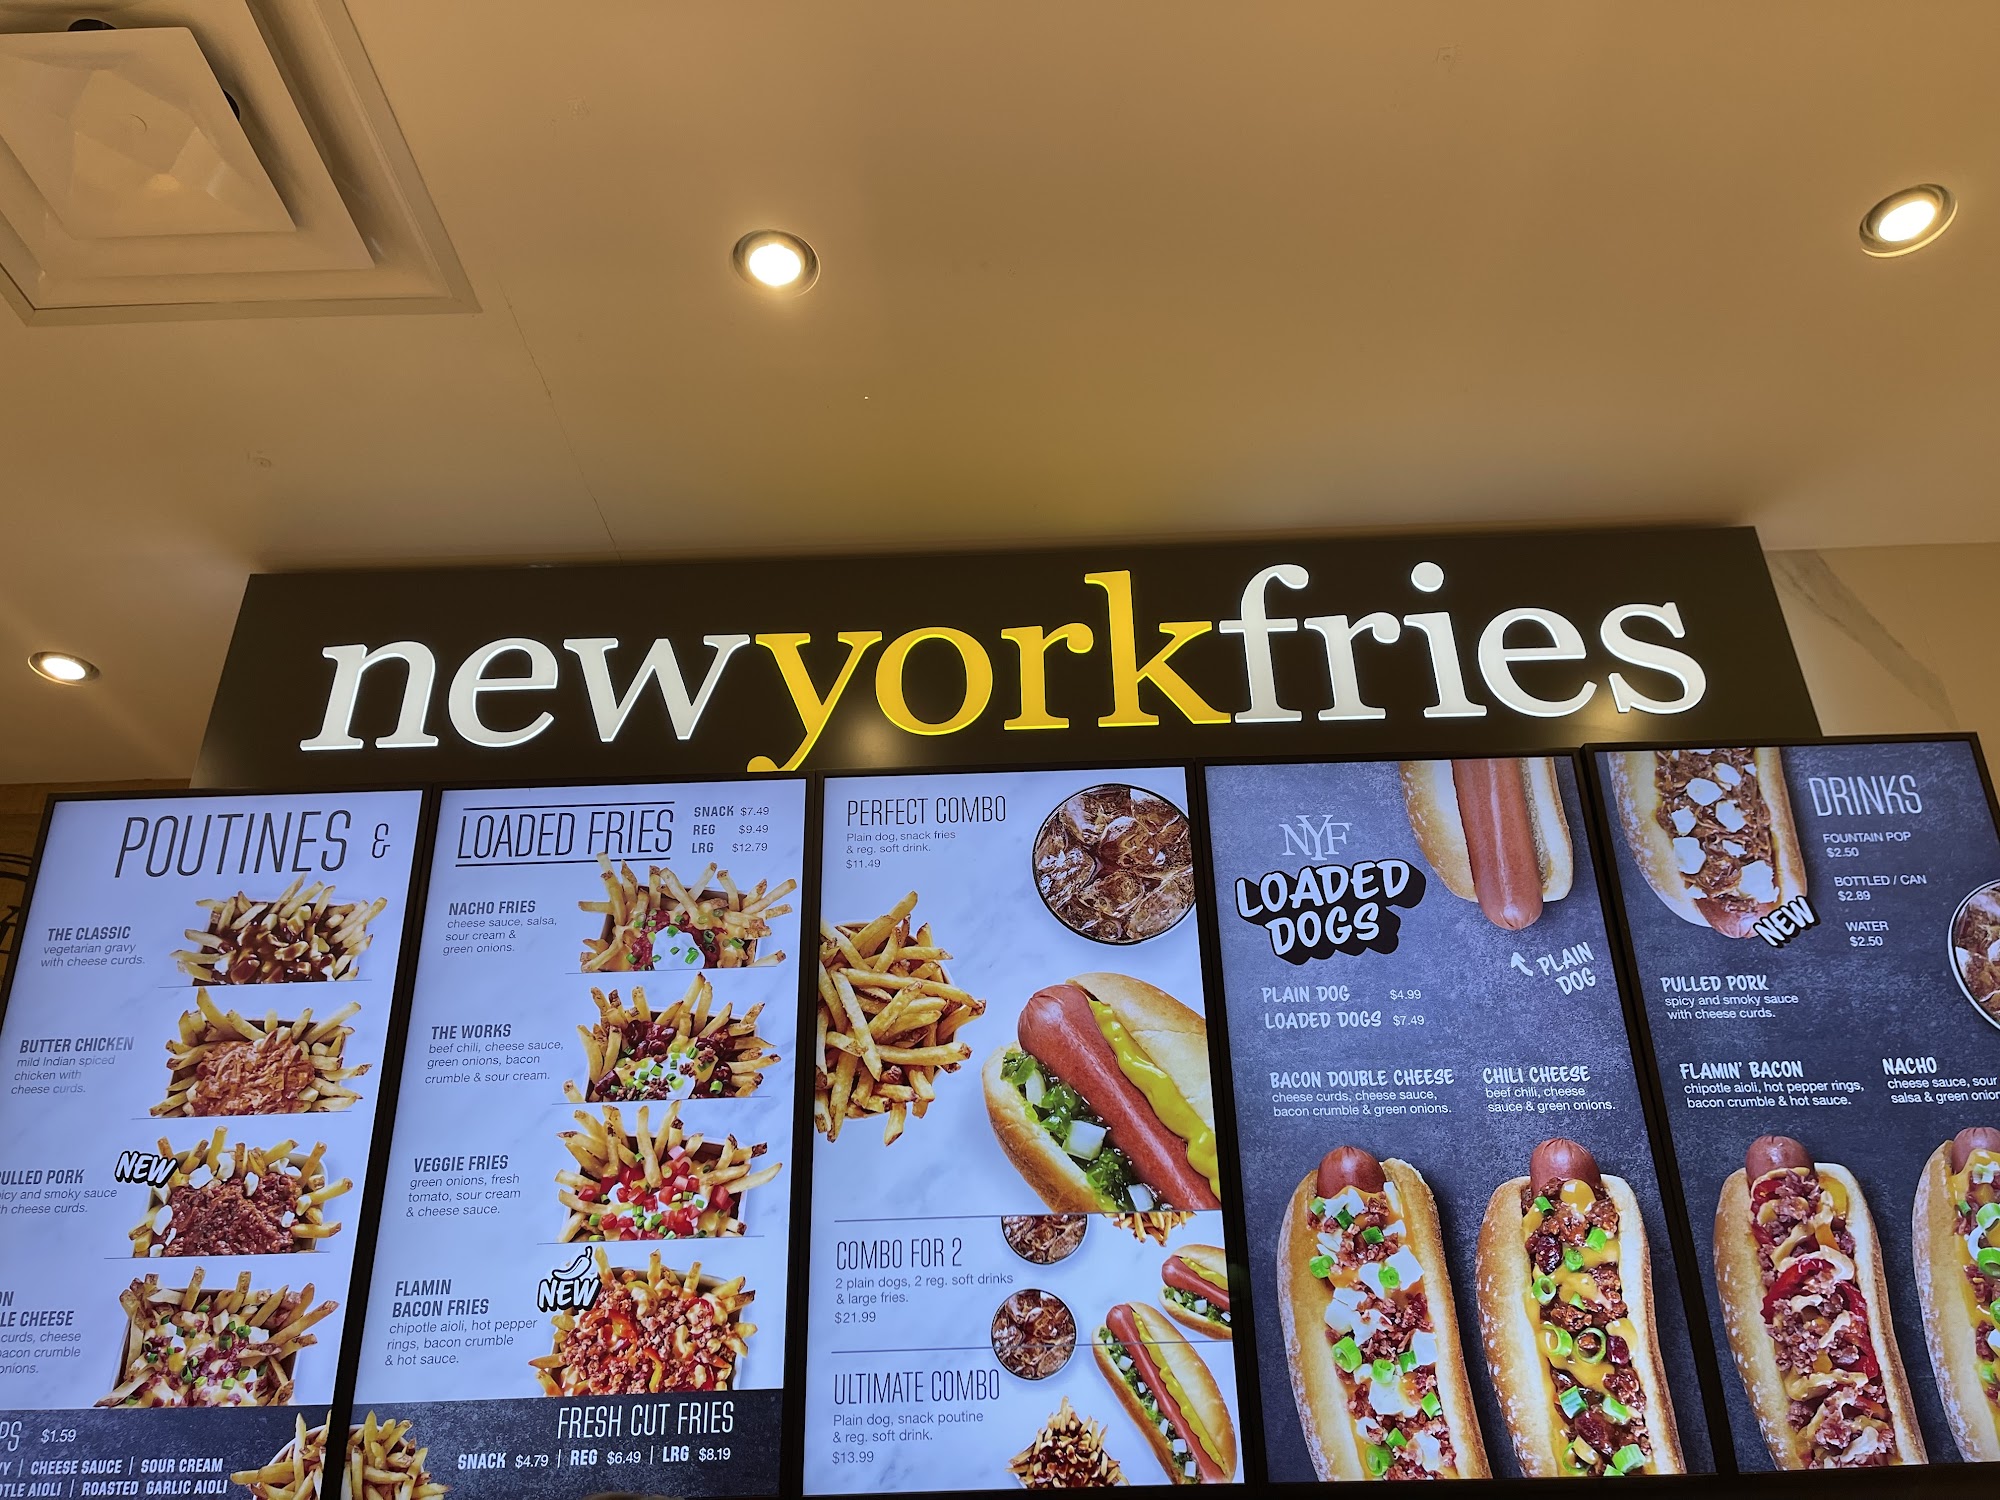 newyorkfries
POUTINES &
THE CLASSIC
vegetarian gravy
with cheese curds.
BUTTER CHICKEN
mild Indian spiced
chicken with
cheese curds.
NEW
PORK
and smoky sauce
cheese curds.
CHEESE
curds, cheese
crumble
$1.59
CHEESE SAUCE | SOUR CREAM
AIOLI | ROASTED GARLIC AIOLI
LOADED FRIES
SNACK $7.49
REG $9.49
LRG $12.79
NACHO FRIES
cheese sauce, salsa,
sour cream &
green onions.
THE WORKS
beef chili, cheese sauce,
green onions, bacon
crumble & sour cream.
VEGGIE FRIES
green onions, fresh
tomato, sour cream
& cheese sauce.
FLAMIN
BACON FRIES
chipotle aioli, hot pepper
rings, bacon crumble
& hot sauce.
NEW
FRESH CUT FRIES
SNACK $4.79 | REG $6.49 | LRG $8.19
PERFECT COMBO
Plain dog, snack fries
& reg. soft drink.
$11.49
COMBO FOR 2
2 plain dogs, 2 reg. soft drinks
& large fries.
$21.99
ULTIMATE COMBO
Plain dog, snack poutine
& reg. soft drink.
$13.99
NYF
LOADED
DOGS
PLAIN
DOG
PLAIN DOG $4.99
LOADED DOGS $7.49
BACON DOUBLE CHEESE
cheese curds, cheese sauce,
bacon crumble & green onions.
CHILI CHEESE
beef chili, cheese
sauce & green onions.
DRINKS
FOUNTAIN POP
$2.50
BOTTLED / CAN
$2.89
WATER
$2.50
NEW
PULLED PORK
spicy and smoky sauce
with cheese curds.
FLAMIN' BACON
chipotle aioli, hot pepper rings,
bacon crumble & hot sauce.
NACHO
cheese sauce, sour
salsa & green